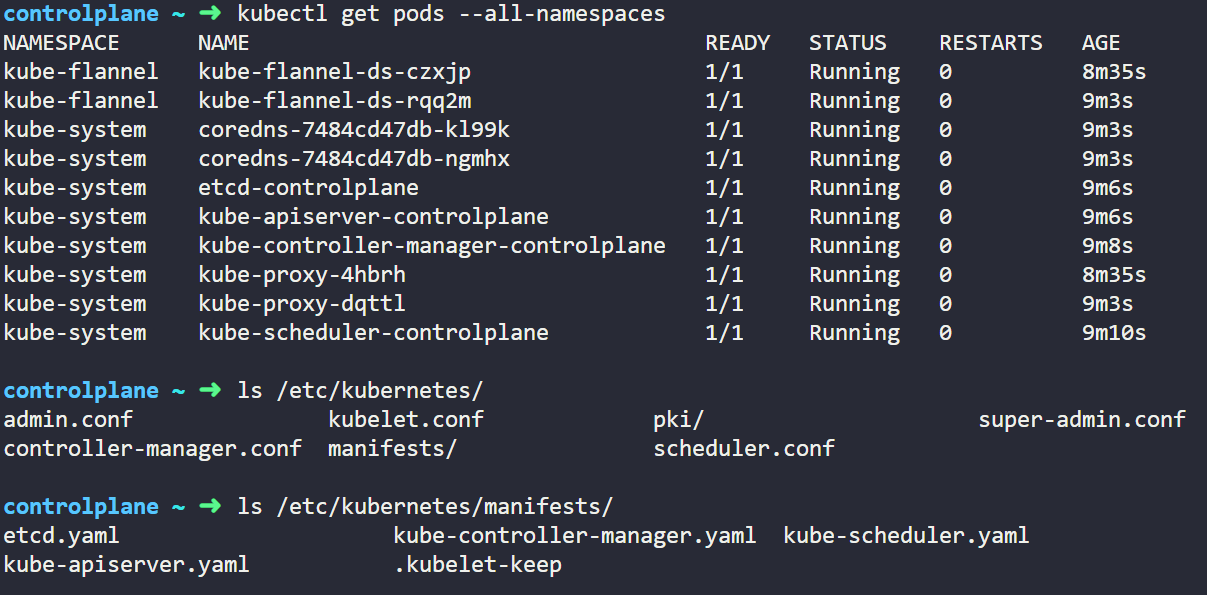 controlplane ~ ➜ kubectl get pods --all-namespaces
NAMESPACE NAME READY STATUS RESTARTS AGE
kube-flannel kube-flannel-ds-czxjp 1/1 Running 0 8m35s
kube-flannel kube-flannel-ds-rqq2m 1/1 Running 0 9m3s
kube-system coredns-7484cd47db-kl99k 1/1 Running 0 9m3s
kube-system coredns-7484cd47db-ngmhx 1/1 Running 0 9m3s
kube-system etcd-controlplane 1/1 Running 0 9m6s
kube-system kube-apiserver-controlplane 1/1 Running 0 9m6s
kube-system kube-controller-manager-controlplane 1/1 Running 0 9m8s
kube-system kube-proxy-4hbrh 1/1 Running 0 8m35s
kube-system kube-proxy-dqttl 1/1 Running 0 9m3s
kube-system kube-scheduler-controlplane 1/1 Running 0 9m10s
controlplane ~ ➜ ls /etc/kubernetes/
admin.conf kubelet.conf pki/ super-admin.conf
controller-manager.conf manifests/ scheduler.conf
controlplane ~ ➜ ls /etc/kubernetes/manifests/
etcd.yaml kube-controller-manager.yaml kube-scheduler.yaml
kube-apiserver.yaml .kubelet-keep